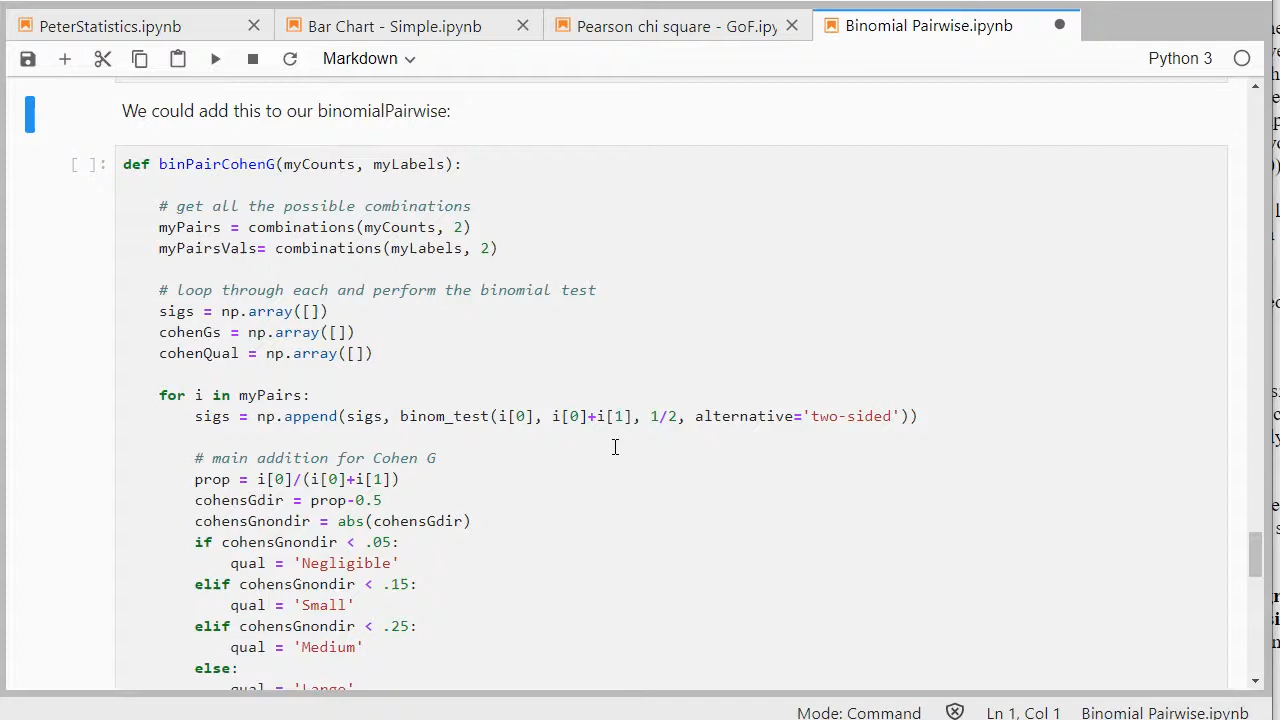 PeterStatistics.ipynb
Bar Chart - Simple.ipynb
Pearson chi square - GoF.ipy
Binomial Pairwise.ipynb
Markdown
Python 3
We could add this to our binomialPairwise:
[ ]:
def binPairCohenG(myCounts, myLabels):
# get all the possible combinations
myPairs = combinations(myCounts, 2)
myPairsVals= combinations(myLabels, 2)
# loop through each and perform the binomial test
sigs = np.array([])
cohenGs = np.array([])
cohenQual = np.array([])
for i in myPairs:
sigs = np.append(sigs, binom_test(i[0], i[0]+i[1], 1/2, alternative='two-sided'))
# main addition for Cohen G
prop = i[0]/(i[0]+i[1])
cohensGdir = prop-0.5
cohensGnondir = abs(cohensGdir)
if cohensGnondir < .05:
qual = 'Negligible'
elif cohensGnondir < .15:
qual = 'Small'
elif cohensGnondir < .25:
qual = 'Medium'
else:
qual = 'Large'
Mode: Command
Ln 1, Col 1
Binomial Pairwise.ipynb